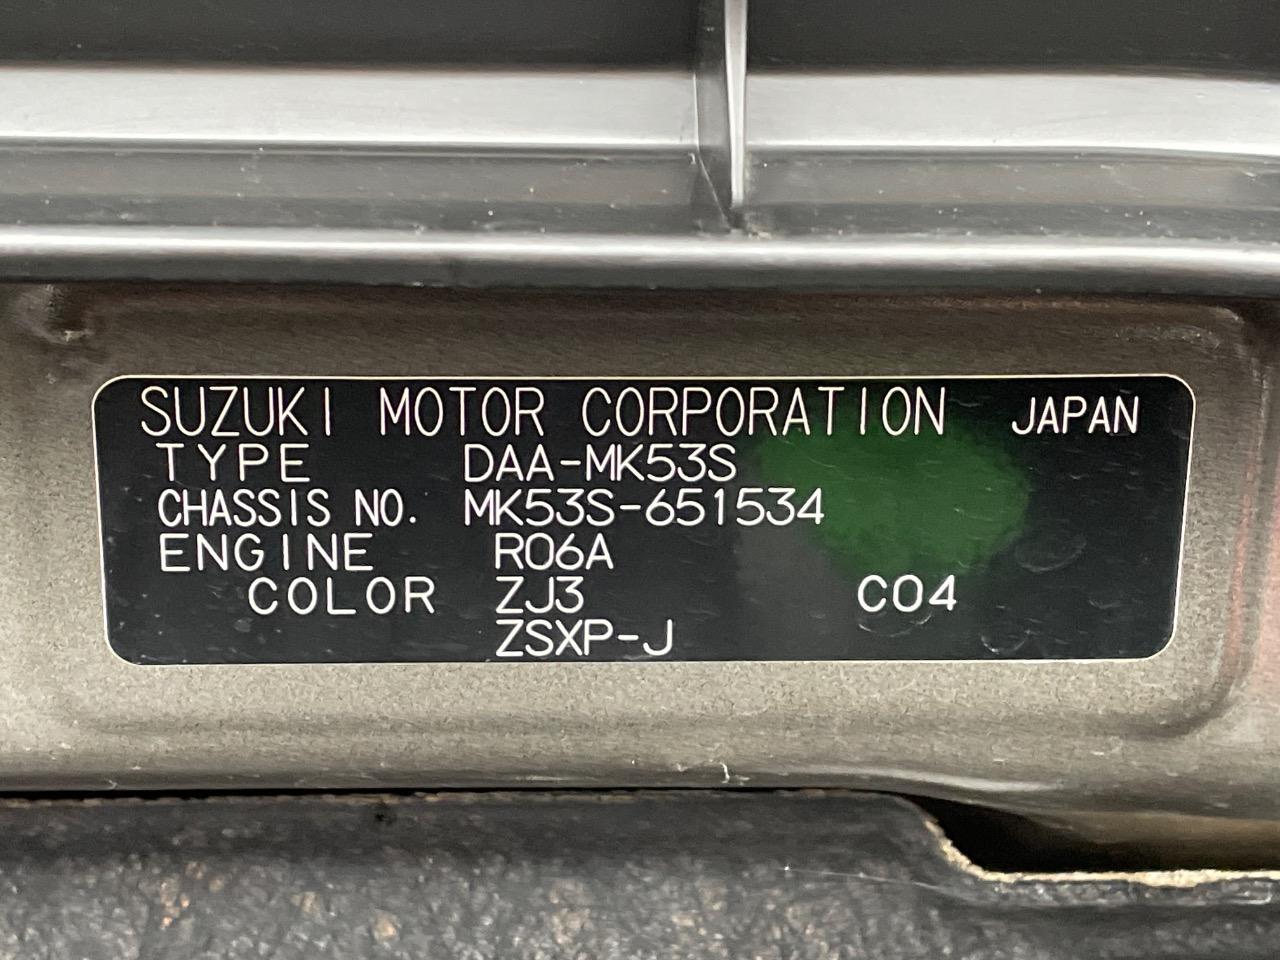 SUZUKI MOTOR CORPORATION JAPAN
TYPE DAA-MK53S
CHASSIS NO. MK53S-651534
ENGINE R06A
COLOR ZJ3 C04
ZSXP-J